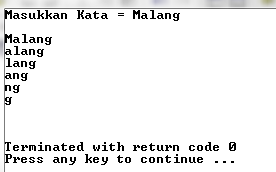 Masukkan Kata = Malang
Malang
alang
lang
ang
ng
g
Terminated with return code 0
Press any key to continue ...